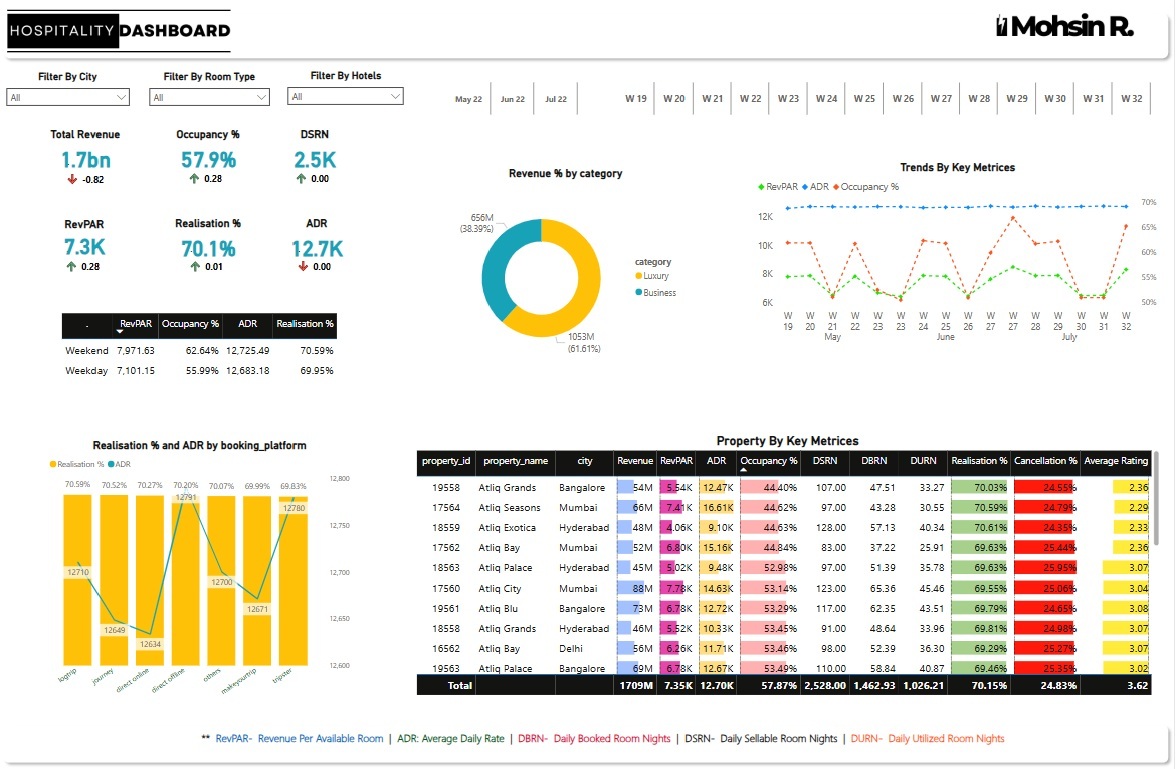 HOSPITALITY DASHBOARD
Mohsin R.
Filter By City
Filter By Room Type
Filter By Hotels
All
All
All
May 22 Jun 22 Jul 22
W 19 W 20 W 21 W 22 W 23 W 24 W 25 W 26 W 27 W 28 W 29 W 30 W 31 W 32
Total Revenue
1.7bn
-0.82
Occupancy %
57.9%
0.28
DSRN
2.5K
0.00
RevPAR
7.3K
0.28
Realisation %
70.1%
0.01
ADR
12.7K
0.00
. RevPAR Occupancy % ADR Realisation %
Weekend 7,971.63 62.64% 12,725.49 70.59%
Weekday 7,101.15 55.99% 12,683.18 69.95%
Revenue % by category
656M
(38.39%)
1053M
(61.61%)
category
Luxury
Business
Trends By Key Metrices
RevPAR ADR Occupancy %
12K
10K
8K
6K
70%
65%
60%
55%
50%
W W W W W W W W W W W W W W W W
19 20 21 22 23 23 24 25 26 27 27 28 29 30 31 32
May June July
Realisation % and ADR by booking_platform
Realisation % ADR
70.59% 70.52% 70.27% 70.20% 70.07% 69.99% 69.83%
12710
12649
12634
12791
12700
12671
12780
12,800
12,750
12,700
12,650
12,600
logtrip
journey
direct online
direct offline
others
makeyourtrip
tripster
Property By Key Metrices
property_id property_name city Revenue RevPAR ADR Occupancy % DSRN DBRN DURN Realisation % Cancellation % Average Rating
19558 Atliq Grands Bangalore 54M 5.54K 12.47K 44.40% 107.00 47.51 33.27 70.03% 24.55% 2.36
17564 Atliq Seasons Mumbai 66M 7.41K 16.61K 44.62% 97.00 43.28 30.55 70.59% 24.79% 2.29
18559 Atliq Exotica Hyderabad 48M 4.06K 9.10K 44.63% 128.00 57.13 40.34 70.61% 24.35% 2.33
17562 Atliq Bay Mumbai 52M 6.80K 15.16K 44.84% 83.00 37.22 25.91 69.63% 25.44% 2.36
18563 Atliq Palace Hyderabad 45M 5.02K 9.48K 52.98% 97.00 51.39 35.78 69.63% 25.95% 3.07
17560 Atliq City Mumbai 88M 7.78K 14.63K 53.14% 123.00 65.36 45.46 69.55% 25.06% 3.04
19561 Atliq Blu Bangalore 73M 6.78K 12.72K 53.29% 117.00 62.35 43.51 69.79% 24.65% 3.08
18558 Atliq Grands Hyderabad 46M 5.52K 10.33K 53.45% 91.00 48.64 33.96 69.81% 24.98% 3.07
16562 Atliq Bay Delhi 56M 6.26K 11.71K 53.46% 98.00 52.39 36.30 69.29% 25.27% 3.07
19563 Atliq Palace Bangalore 69M 6.78K 12.67K 53.49% 110.00 58.84 40.87 69.46% 25.35% 3.02
Total 1709M 7.35K 12.70K 57.87% 2,528.00 1,462.93 1,026.21 70.15% 24.83% 3.62
** RevPAR- Revenue Per Available Room | ADR: Average Daily Rate | DBRN- Daily Booked Room Nights | DSRN- Daily Sellable Room Nights | DURN- Daily Utilized Room Nights